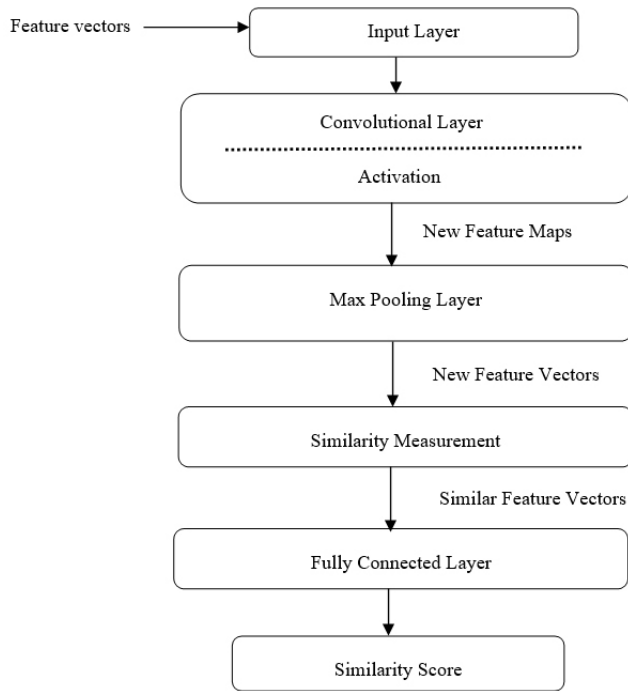 Feature vectors
Input Layer
Convolutional Layer
Activation
New Feature Maps
Max Pooling Layer
New Feature Vectors
Similarity Measurement
Similar Feature Vectors
Fully Connected Layer
Similarity Score